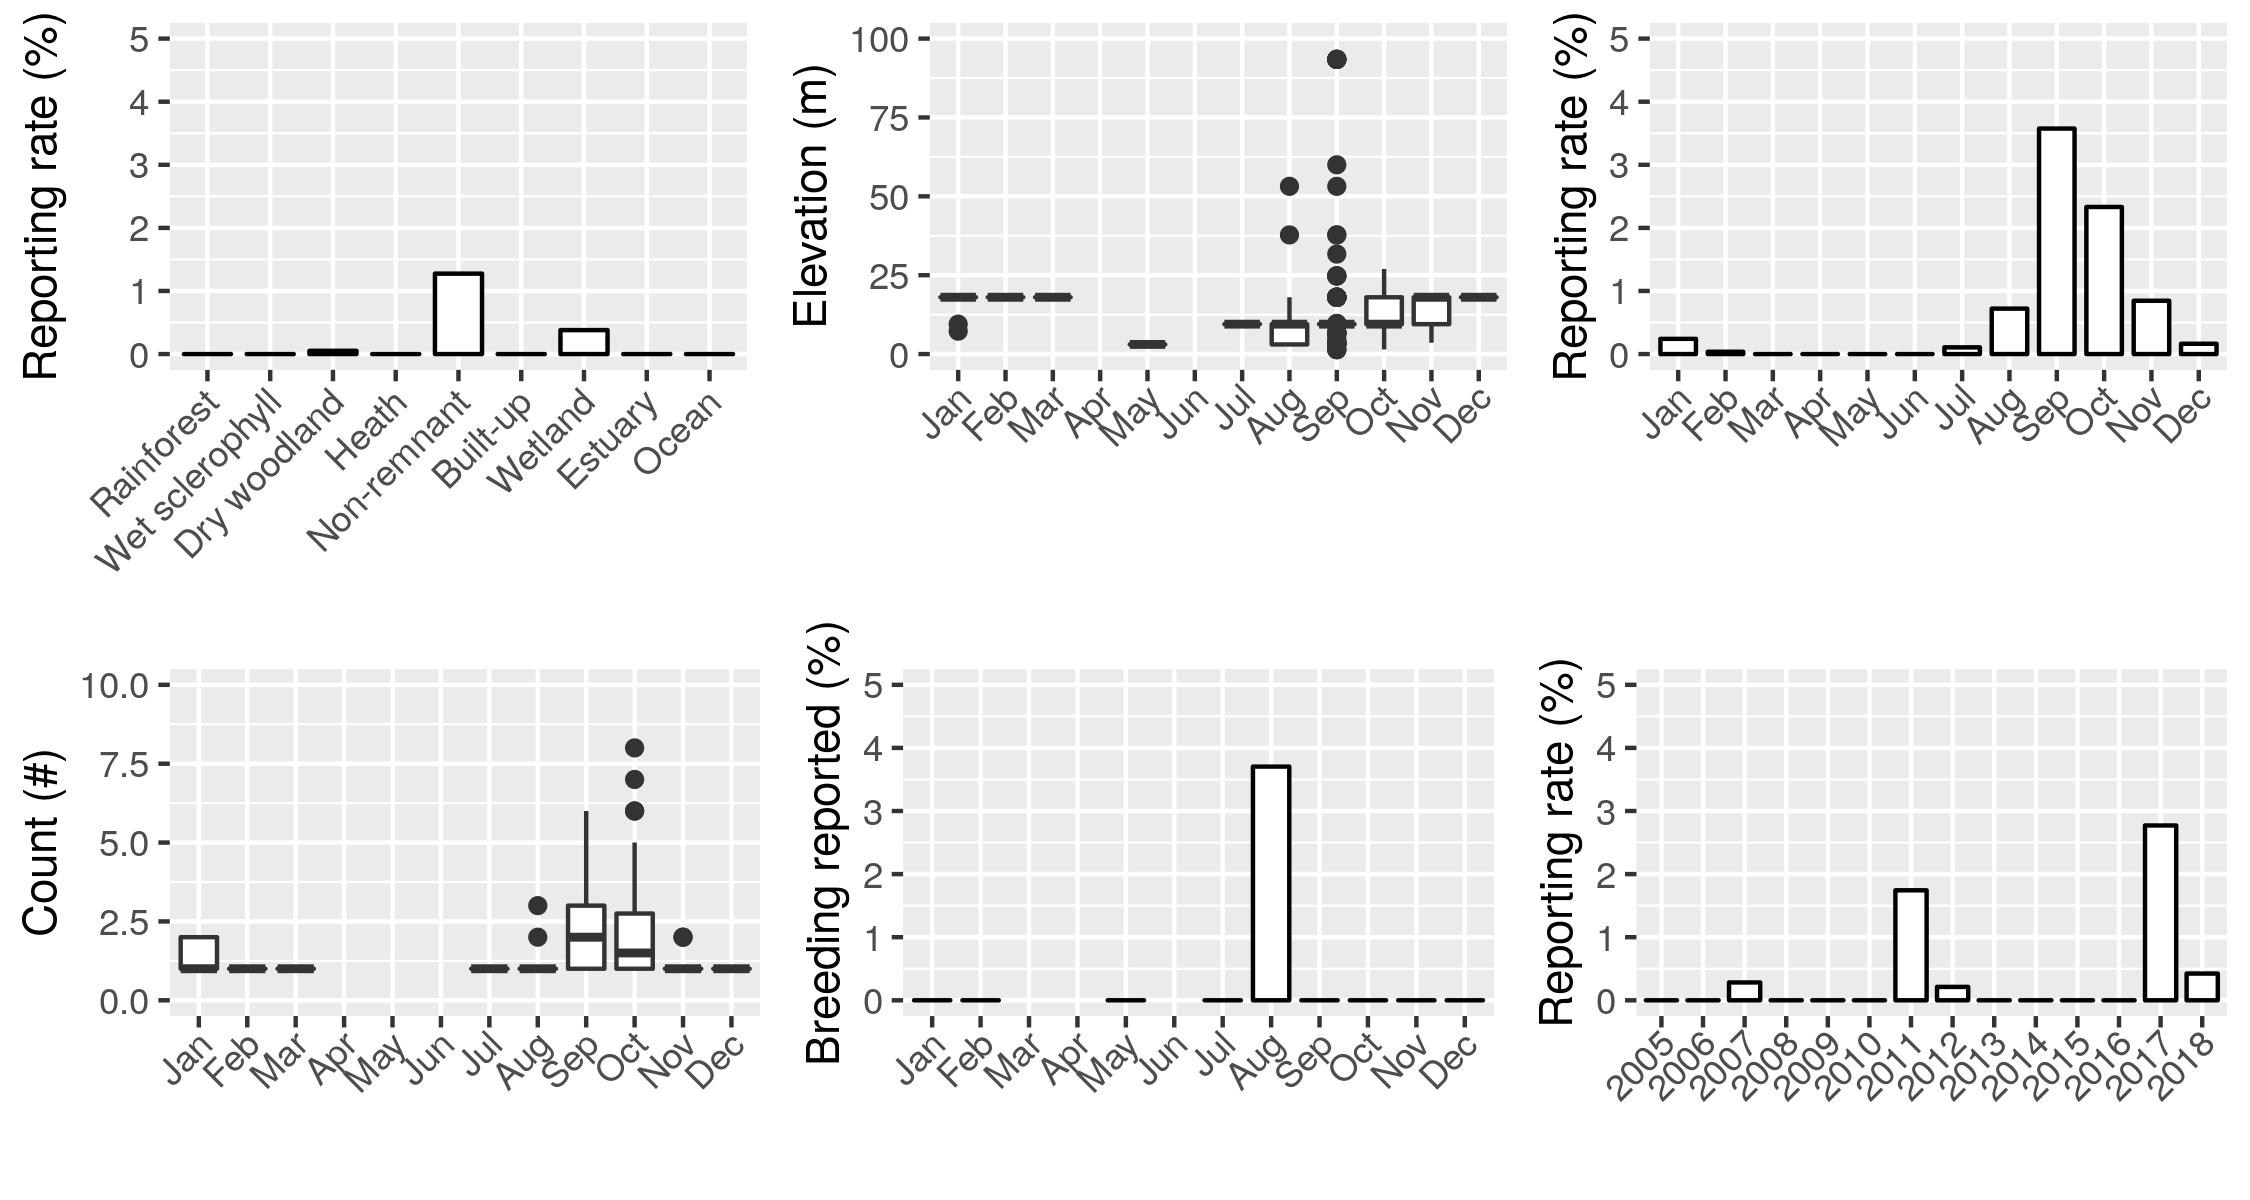 Reporting rate (%)
5
4
3
2
1
0
Rainforest
Wet sclerophyll
Dry woodland
Heath
Non-remnant
Built-up
Wetland
Estuary
Ocean
Elevation (m)
100
75
50
25
0
Jan
Feb
Mar
Apr
May
Jun
Jul
Aug
Sep
Oct
Nov
Dec
Reporting rate (%)
5
4
3
2
1
0
Jan
Feb
Mar
Apr
May
Jun
Jul
Aug
Sep
Oct
Nov
Dec
Count (#)
10.0
7.5
5.0
2.5
0.0
Jan
Feb
Mar
Apr
May
Jun
Jul
Aug
Sep
Oct
Nov
Dec
Breeding reported (%)
5
4
3
2
1
0
Jan
Feb
Mar
Apr
May
Jun
Jul
Aug
Sep
Oct
Nov
Dec
Reporting rate (%)
5
4
3
2
1
0
2005
2006
2007
2008
2009
2010
2011
2012
2013
2014
2015
2016
2017
2018